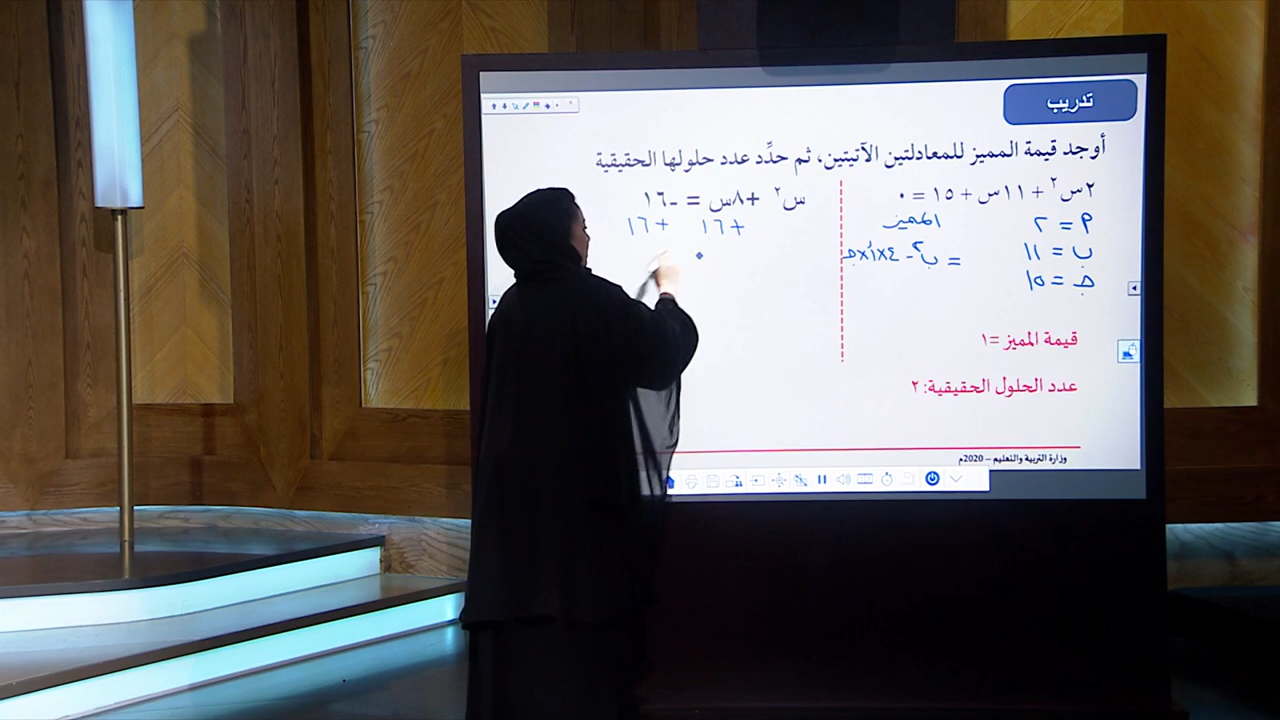 تدريب
أوجد قيمة المميز للمعادلتين الآتيتين، ثم حدِّد عدد حلولها الحقيقية
٢س٢ + ١١س + ١٥ = ٠
٢ = م
المميز
ب = ١١
= ب٢ - ٤×أ×جـ
جـ = ١٥
قيمة المميز =١
عدد الحلول الحقيقية: ٢
س٢ +٨س = -١٦
+١٦ +١٦
وزارة التربية والتعليم – 2020م